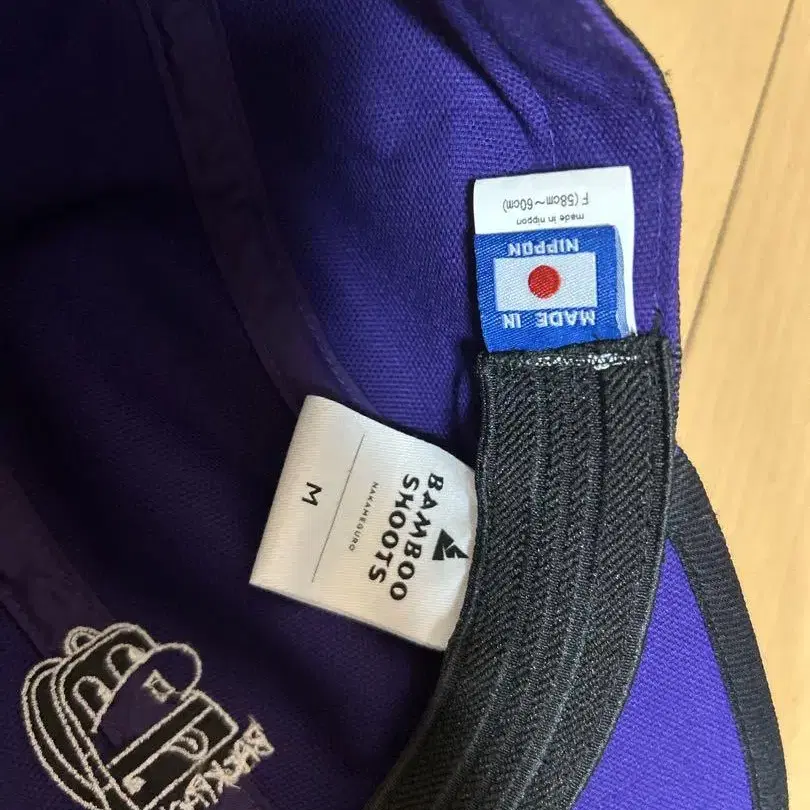 MADE IN
NIPPON
made in nippon
F (58cm～60cm)
BAMBOO
SHOOTS
NAKAMEGURO
M